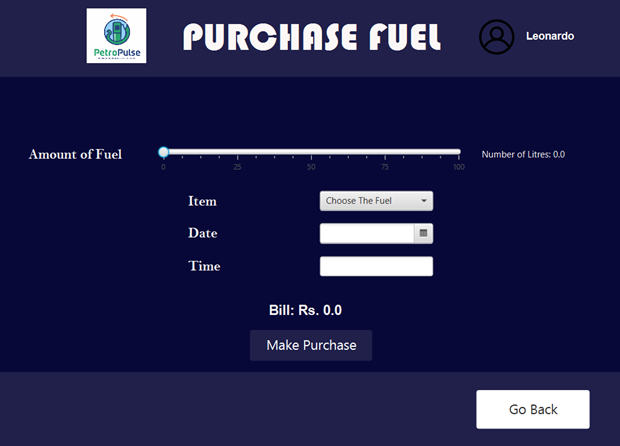 PetroPulse
PURCHASE FUEL
Leonardo
Amount of Fuel
0 25 50 75 100
Number of Litres: 0.0
Item
Choose The Fuel
Date
Time
Bill: Rs. 0.0
Make Purchase
Go Back